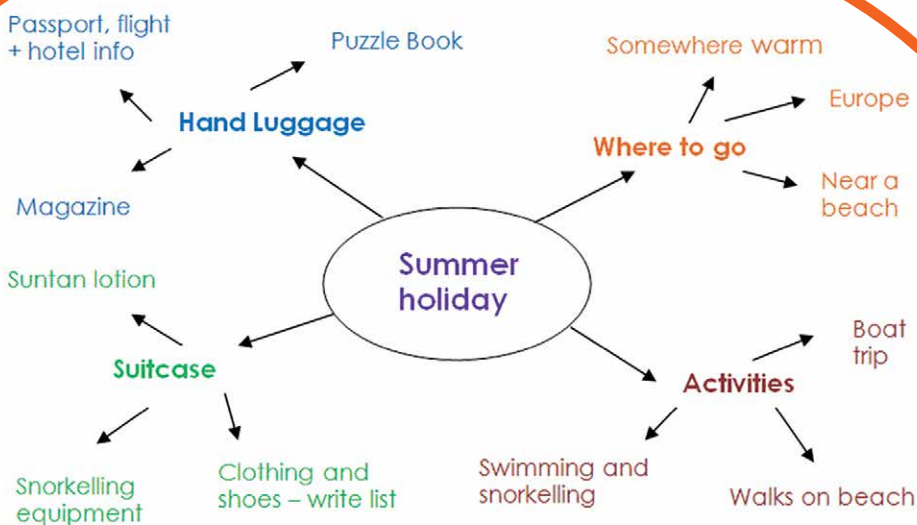 Passport, flight
+ hotel info
Puzzle Book
Hand Luggage
Magazine
Somewhere warm
Europe
Where to go
Near a
beach
Summer
holiday
Suntan lotion
Suitcase
Snorkelling
equipment
Clothing and
shoes – write list
Boat
trip
Activities
Swimming and
snorkelling
Walks on beach